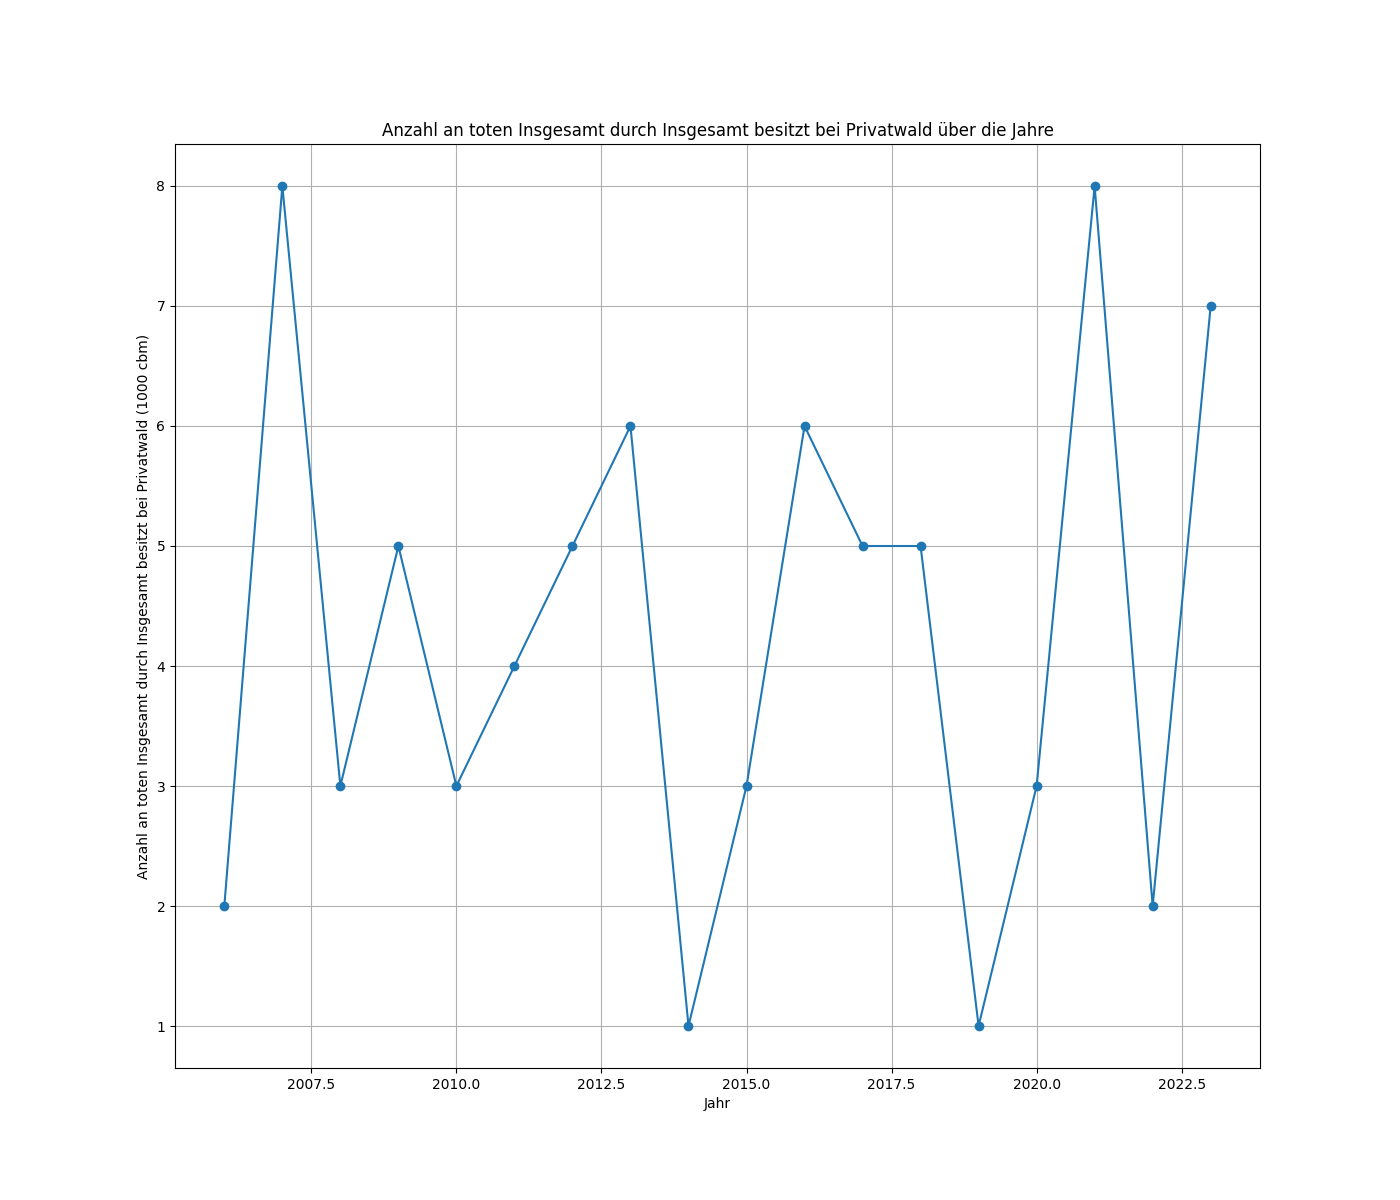 Anzahl an toten Insgesamt durch Insgesamt besitzt bei Privatwald über die Jahre
Anzahl an toten Insgesamt durch Insgesamt besitzt bei Privatwald (1000 cbm)
8
7
6
5
4
3
2
1
2007.5 2010.0 2012.5 2015.0 2017.5 2020.0 2022.5
Jahr